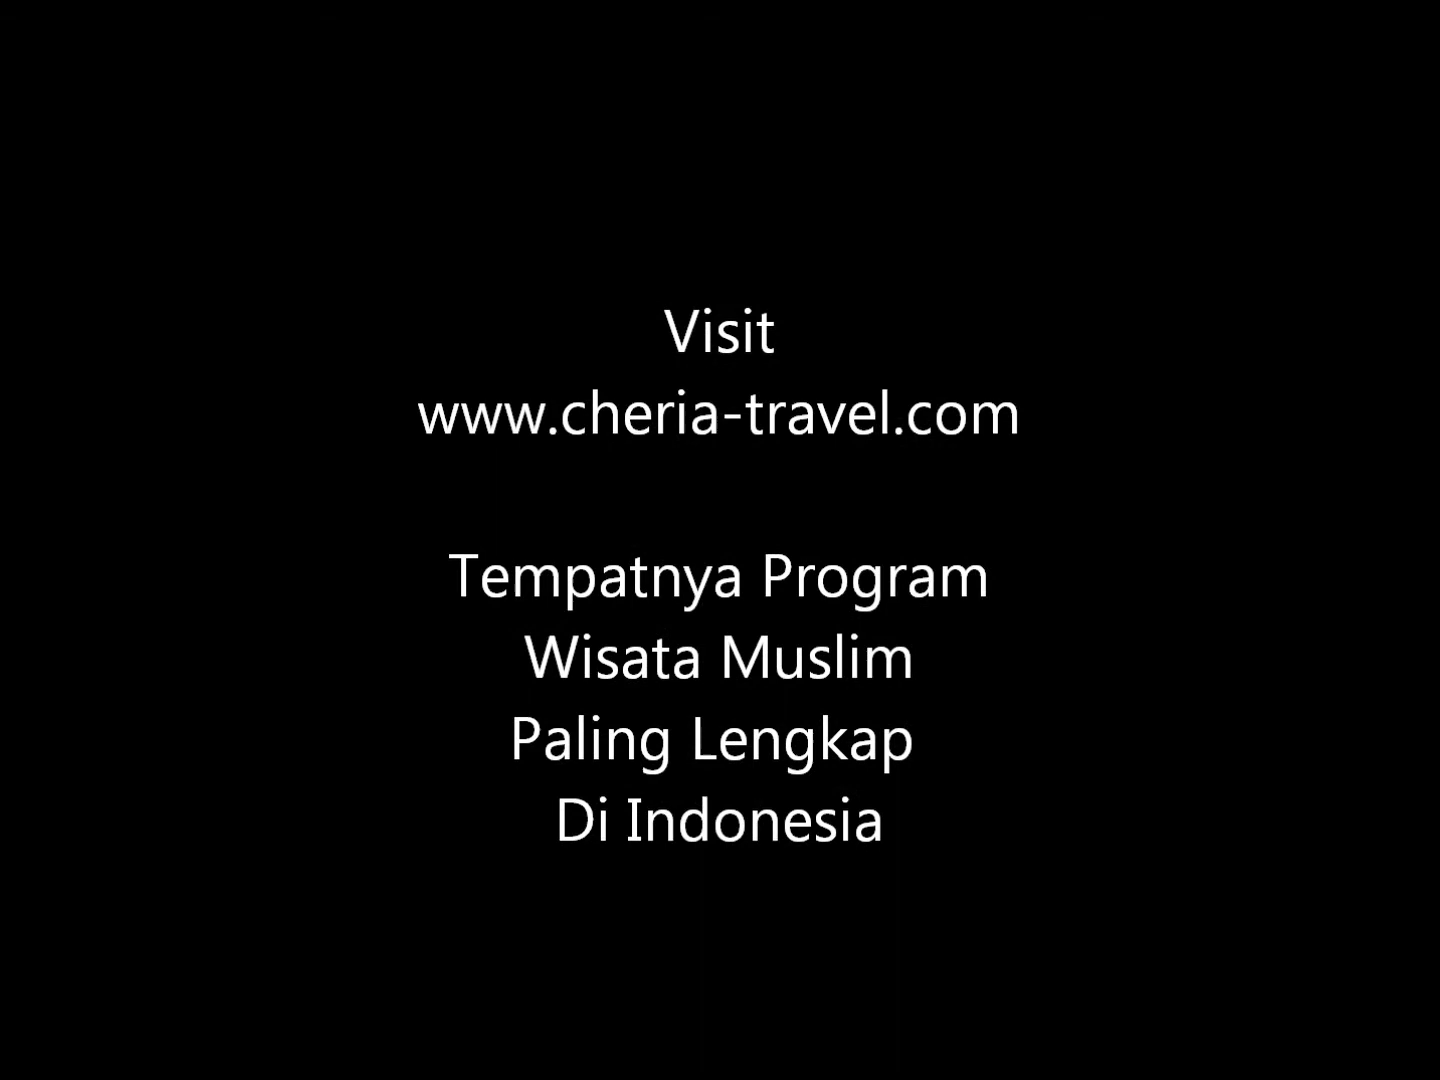 Visit
www.cheria-travel.com
Tempatnya Program
Wisata Muslim
Paling Lengkap
Di Indonesia